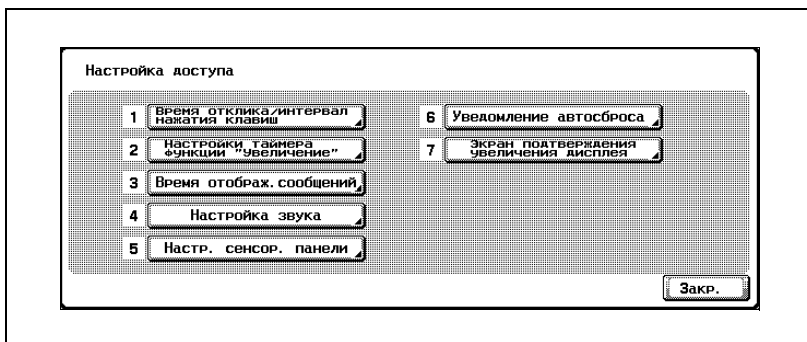 Настройка доступа
1 Время отклика/интервал
нажатия клавиш
2 Настройки таймера
функции "Увеличение"
3 Время отображ.сообщений
4 Настройка звука
5 Настр. сенсор. панели
6 Уведомление автосброса
7 Экран подтверждения
увеличения дисплея
Закр.